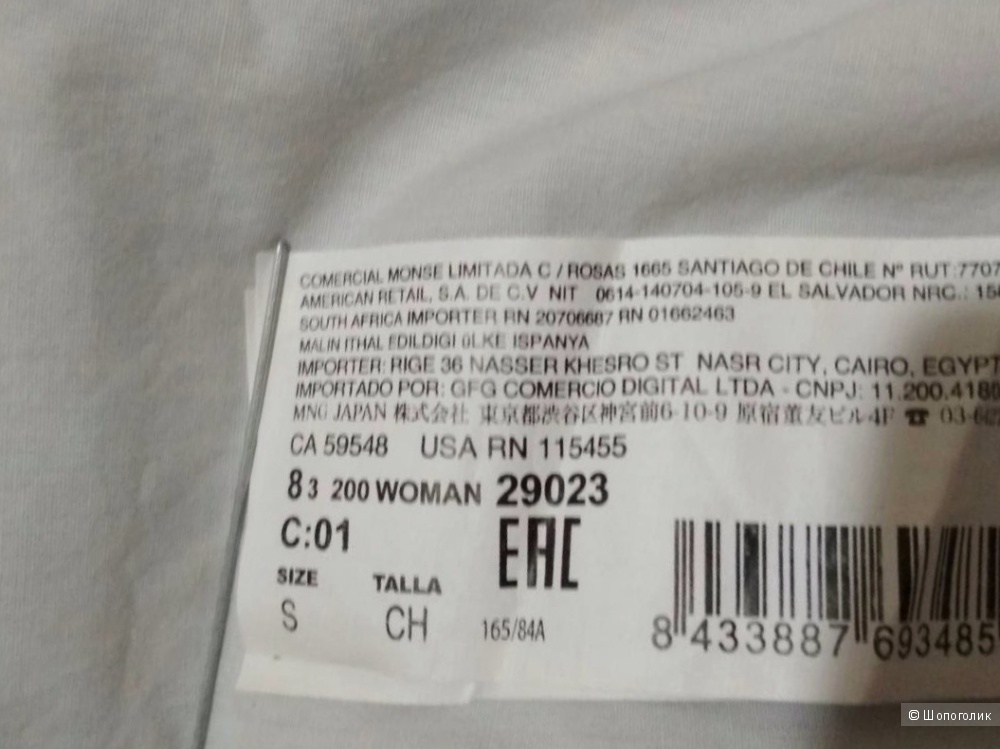 COMERCIAL MONSE LIMITADA C / ROSAS 1665 SANTIAGO DE CHILE Nº RUT:7707
AMERICAN RETAIL, S.A. DE C.V NIT 0614-140704-105-9 EL SALVADOR NRC.: 15
SOUTH AFRICA IMPORTER RN 20706687 RN 01662463
MALIN ITHAL EDILDIGI ÜLKE ISPANYA
IMPORTER: RIGE 36 NASSER KHESRO ST NASR CITY, CAIRO, EGYPT
IMPORTADO POR: GFG COMERCIO DIGITAL LTDA - CNPJ: 11.200.418
MNG JAPAN 株式会社 東京都渋谷区神宮前6-10-9 原宿董友ビル4F ☎ 03-66
CA 59548 USA RN 115455
83 200 WOMAN 29023
C:01
EAC
SIZE TALLA
S CH 165/84A
8 433887 693485
© Шопоголик